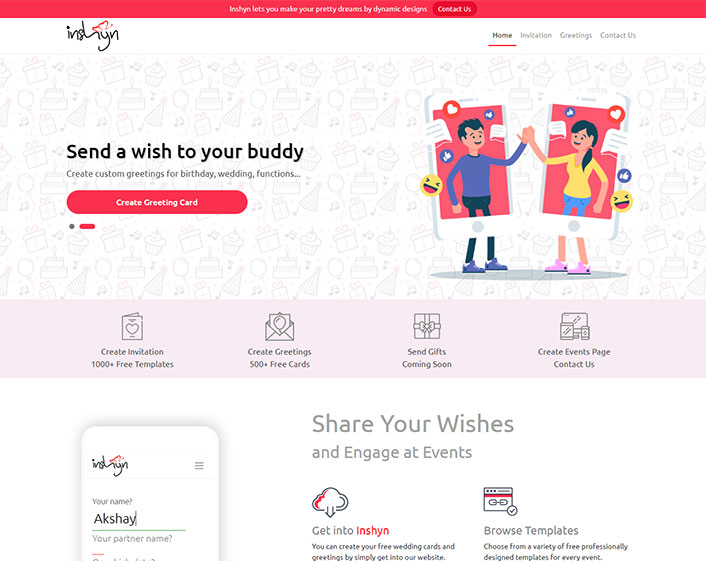 Inshyn lets you make your pretty dreams by dynamic designs Contact Us
inshyn
Home Invitation Greetings Contact Us
Send a wish to your buddy
Create custom greetings for birthday, wedding, functions...
Create Greeting Card
Create Invitation
1000+ Free Templates
Create Greetings
500+ Free Cards
Send Gifts
Coming Soon
Create Events Page
Contact Us
inshyn
Your name?
Akshay
Your partner name?
Share Your Wishes
and Engage at Events
Get into Inshyn
You can create your free wedding cards and
greetings by simply get into our website.
Browse Templates
Choose from a variety of free professionally
designed templates for every event.